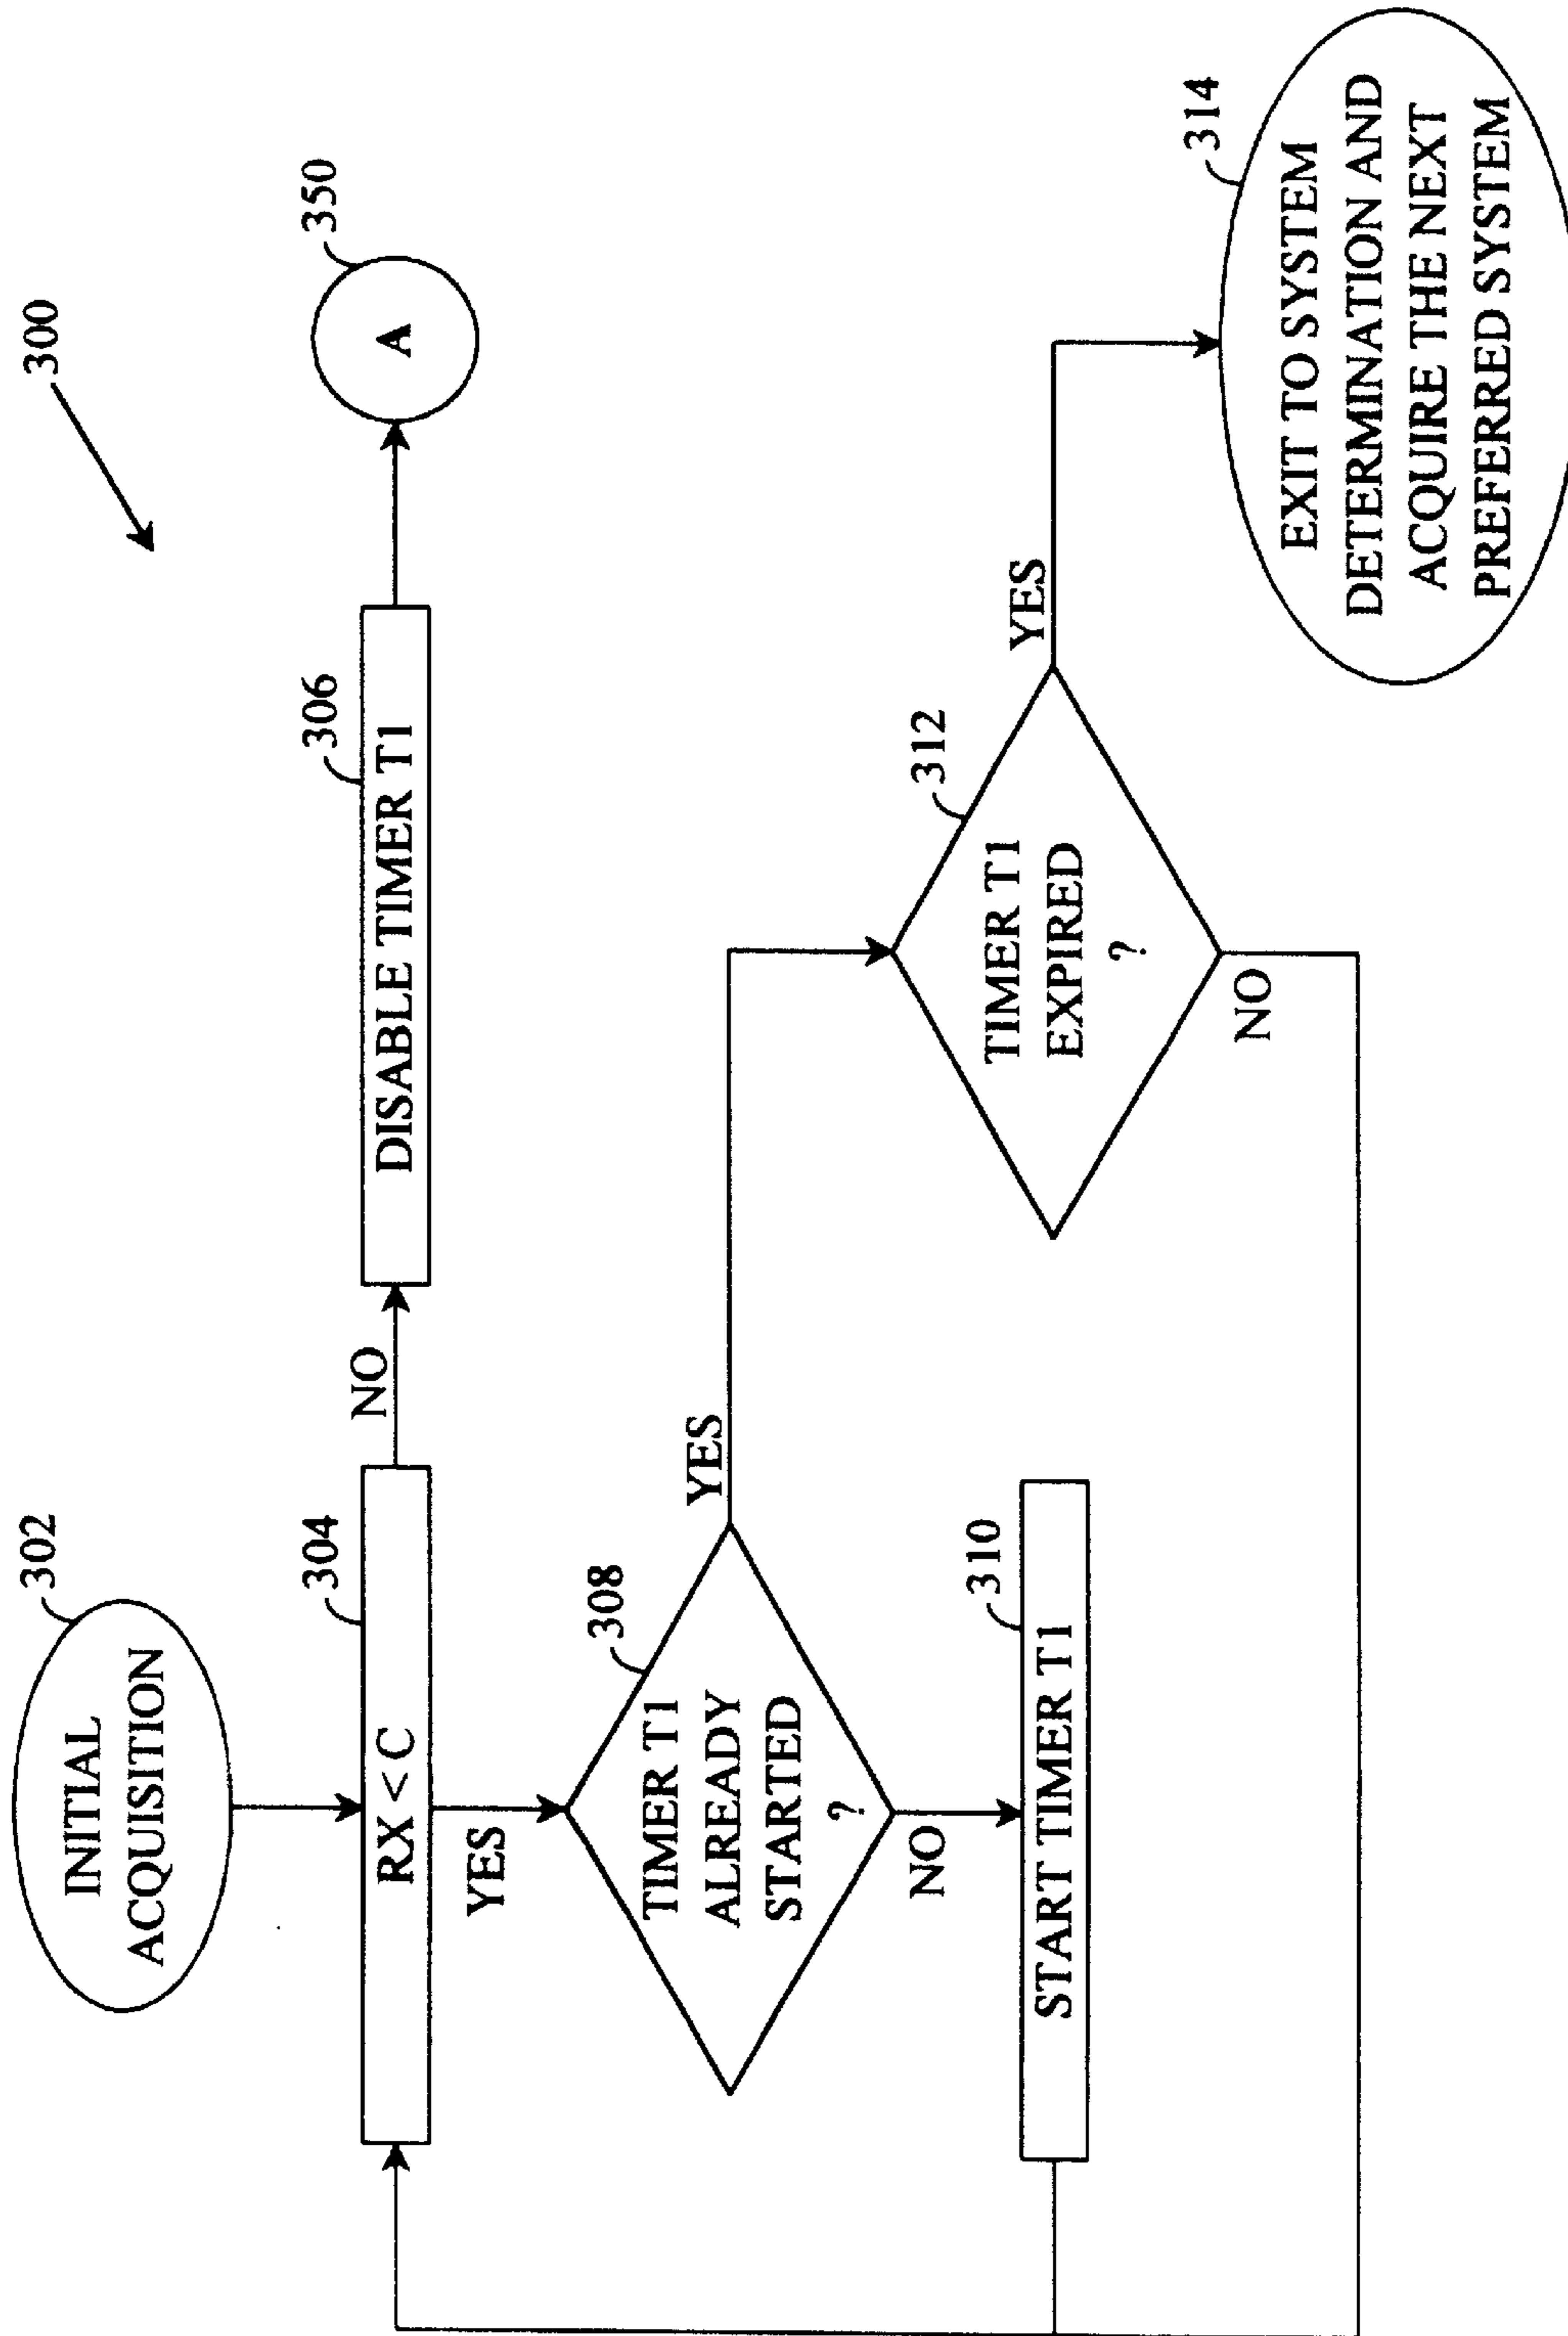 300
302
INITIAL
ACQUISITION
304
RX < C
NO
306
DISABLE TIMER T1
350
A
YES
308
TIMER T1
ALREADY
STARTED
?
YES
NO
310
START TIMER T1
312
TIMER T1
EXPIRED
?
YES
NO
314
EXIT TO SYSTEM
DETERMINATION AND
ACQUIRE THE NEXT
PREFERRED SYSTEM